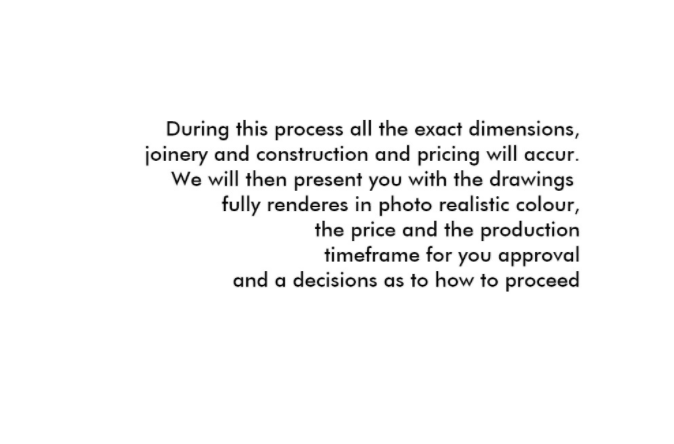 During this process all the exact dimensions,
joinery and construction and pricing will accur.
We will then present you with the drawings
fully renderes in photo realistic colour,
the price and the production
timeframe for you approval
and a decisions as to how to proceed